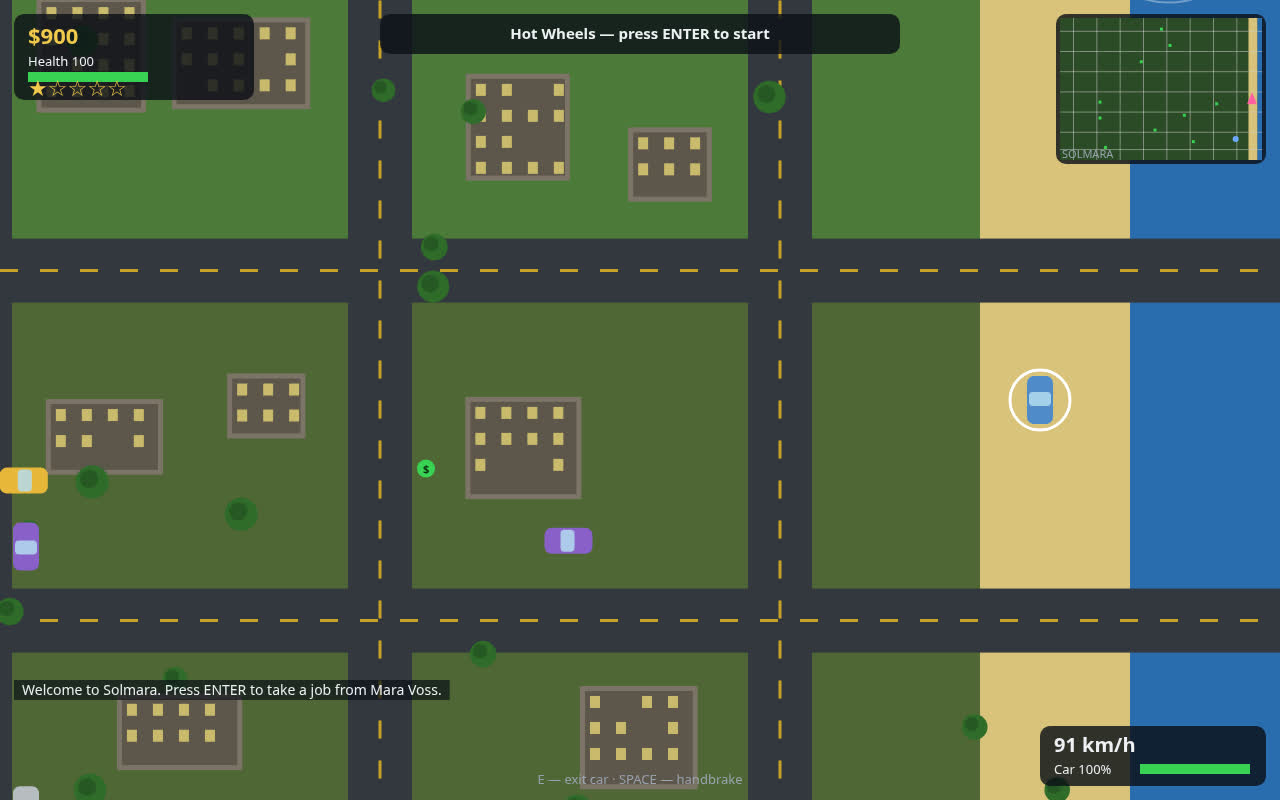 $900
Health 100
★☆☆☆☆
Hot Wheels — press ENTER to start
SOLMARA
$
Welcome to Solmara. Press ENTER to take a job from Mara Voss.
91 km/h
Car 100%
E — exit car · SPACE — handbrake